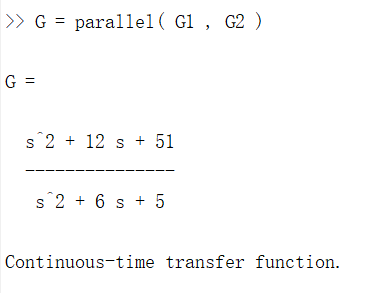 >> G = parallel( G1 , G2 )
G =
s^2 + 12 s + 51
---------------
s^2 + 6 s + 5
Continuous-time transfer function.